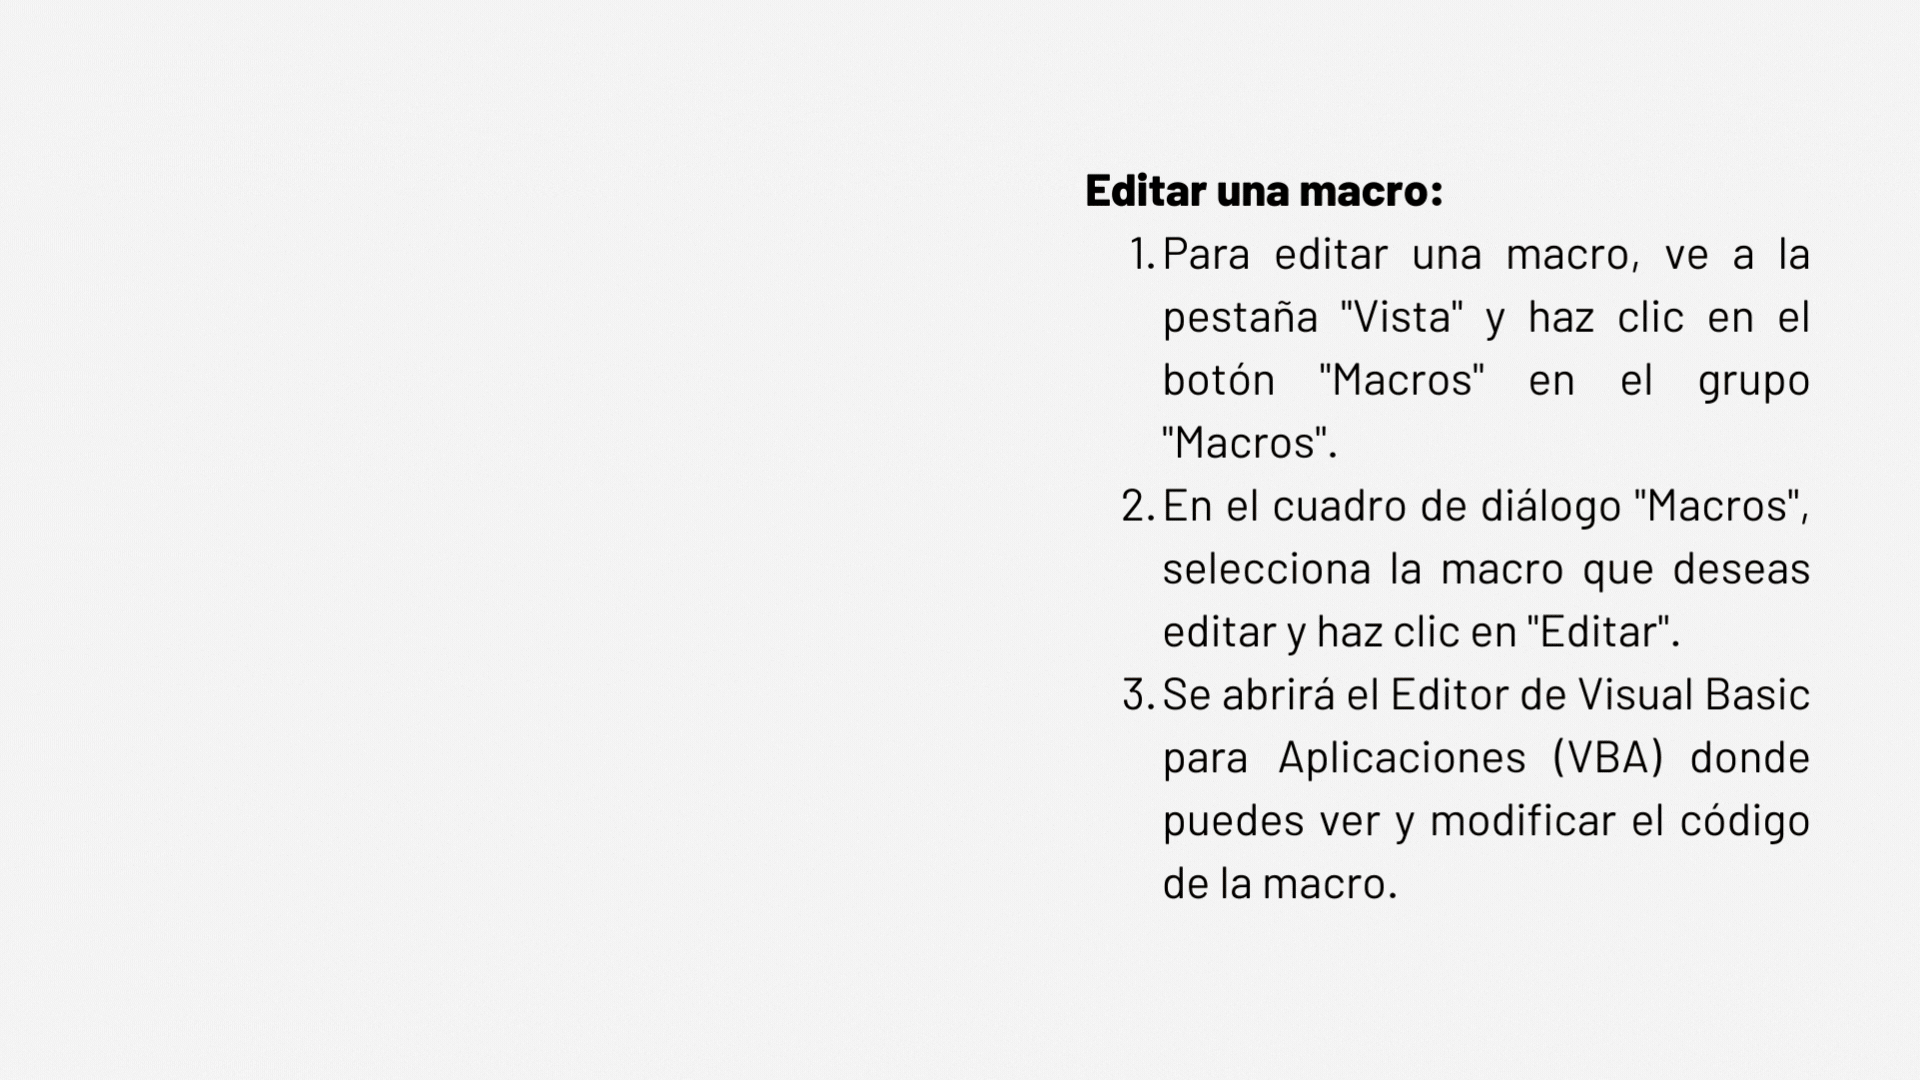 Editar una macro:
1. Para editar una macro, ve a la
pestaña "Vista" y haz clic en el
botón "Macros" en el grupo
"Macros".
2. En el cuadro de diálogo "Macros",
selecciona la macro que deseas
editar y haz clic en "Editar".
3. Se abrirá el Editor de Visual Basic
para Aplicaciones (VBA) donde
puedes ver y modificar el código
de la macro.